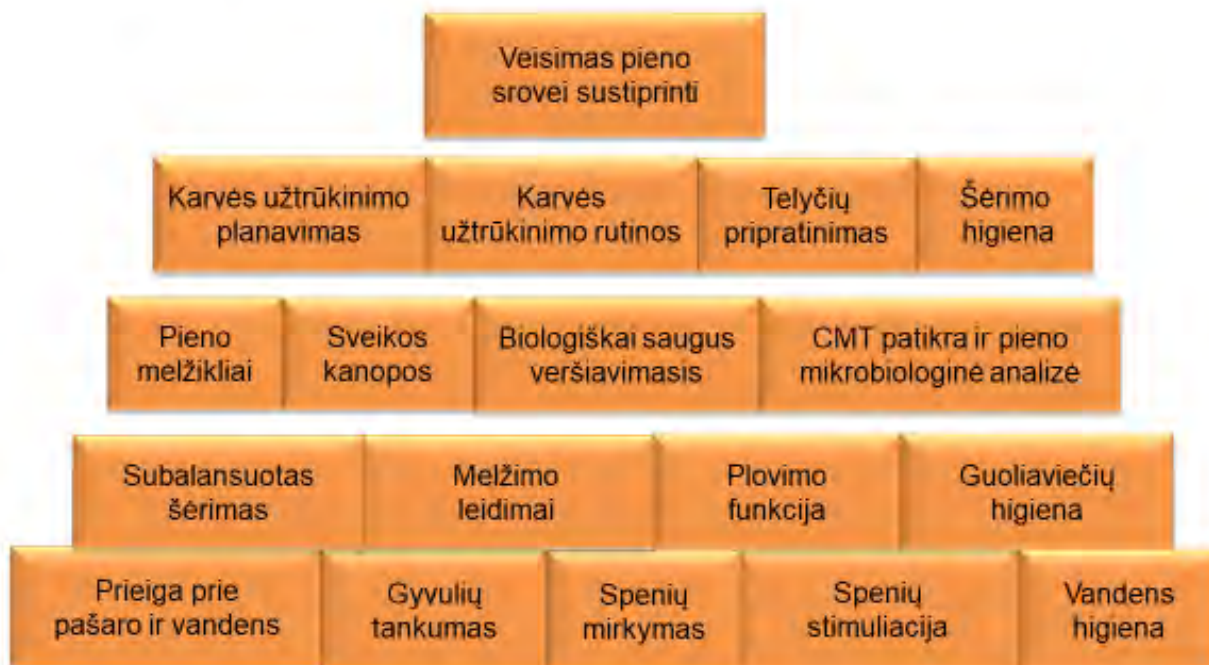 Veisimas pieno
srovei sustiprinti
Karvės užtrūkinimo
planavimas
Karvės
užtrūkinimo rutinos
Telyčių
pripratinimas
Šėrimo
higiena
Pieno
melžikliai
Sveikos
kanopos
Biologiškai saugus
veršiavimasis
CMT patikra ir pieno
mikrobiologinė analizė
Subalansuotas
šėrimas
Melžimo
leidimai
Plovimo
funkcija
Guoliaviečių
higiena
Prieiga prie
pašaro ir vandens
Gyvulių
tankumas
Spenių
mirkymas
Spenių
stimuliacija
Vandens
higiena